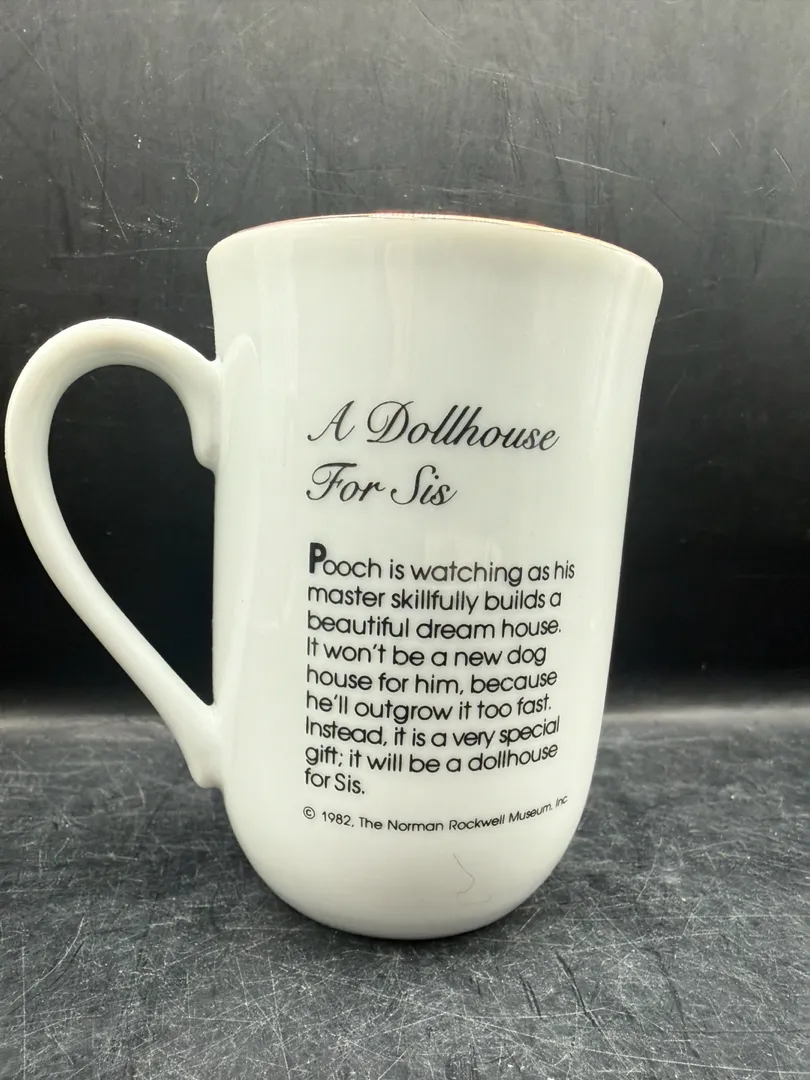 A Dollhouse
For Sis
Pooch is watching as his
master skillfully builds a
beautiful dream house.
It won't be a new dog
house for him, because
he'll outgrow it too fast.
Instead, it is a very special
gift; it will be a dollhouse
for Sis.
© 1982, The Norman Rockwell Museum, Inc.